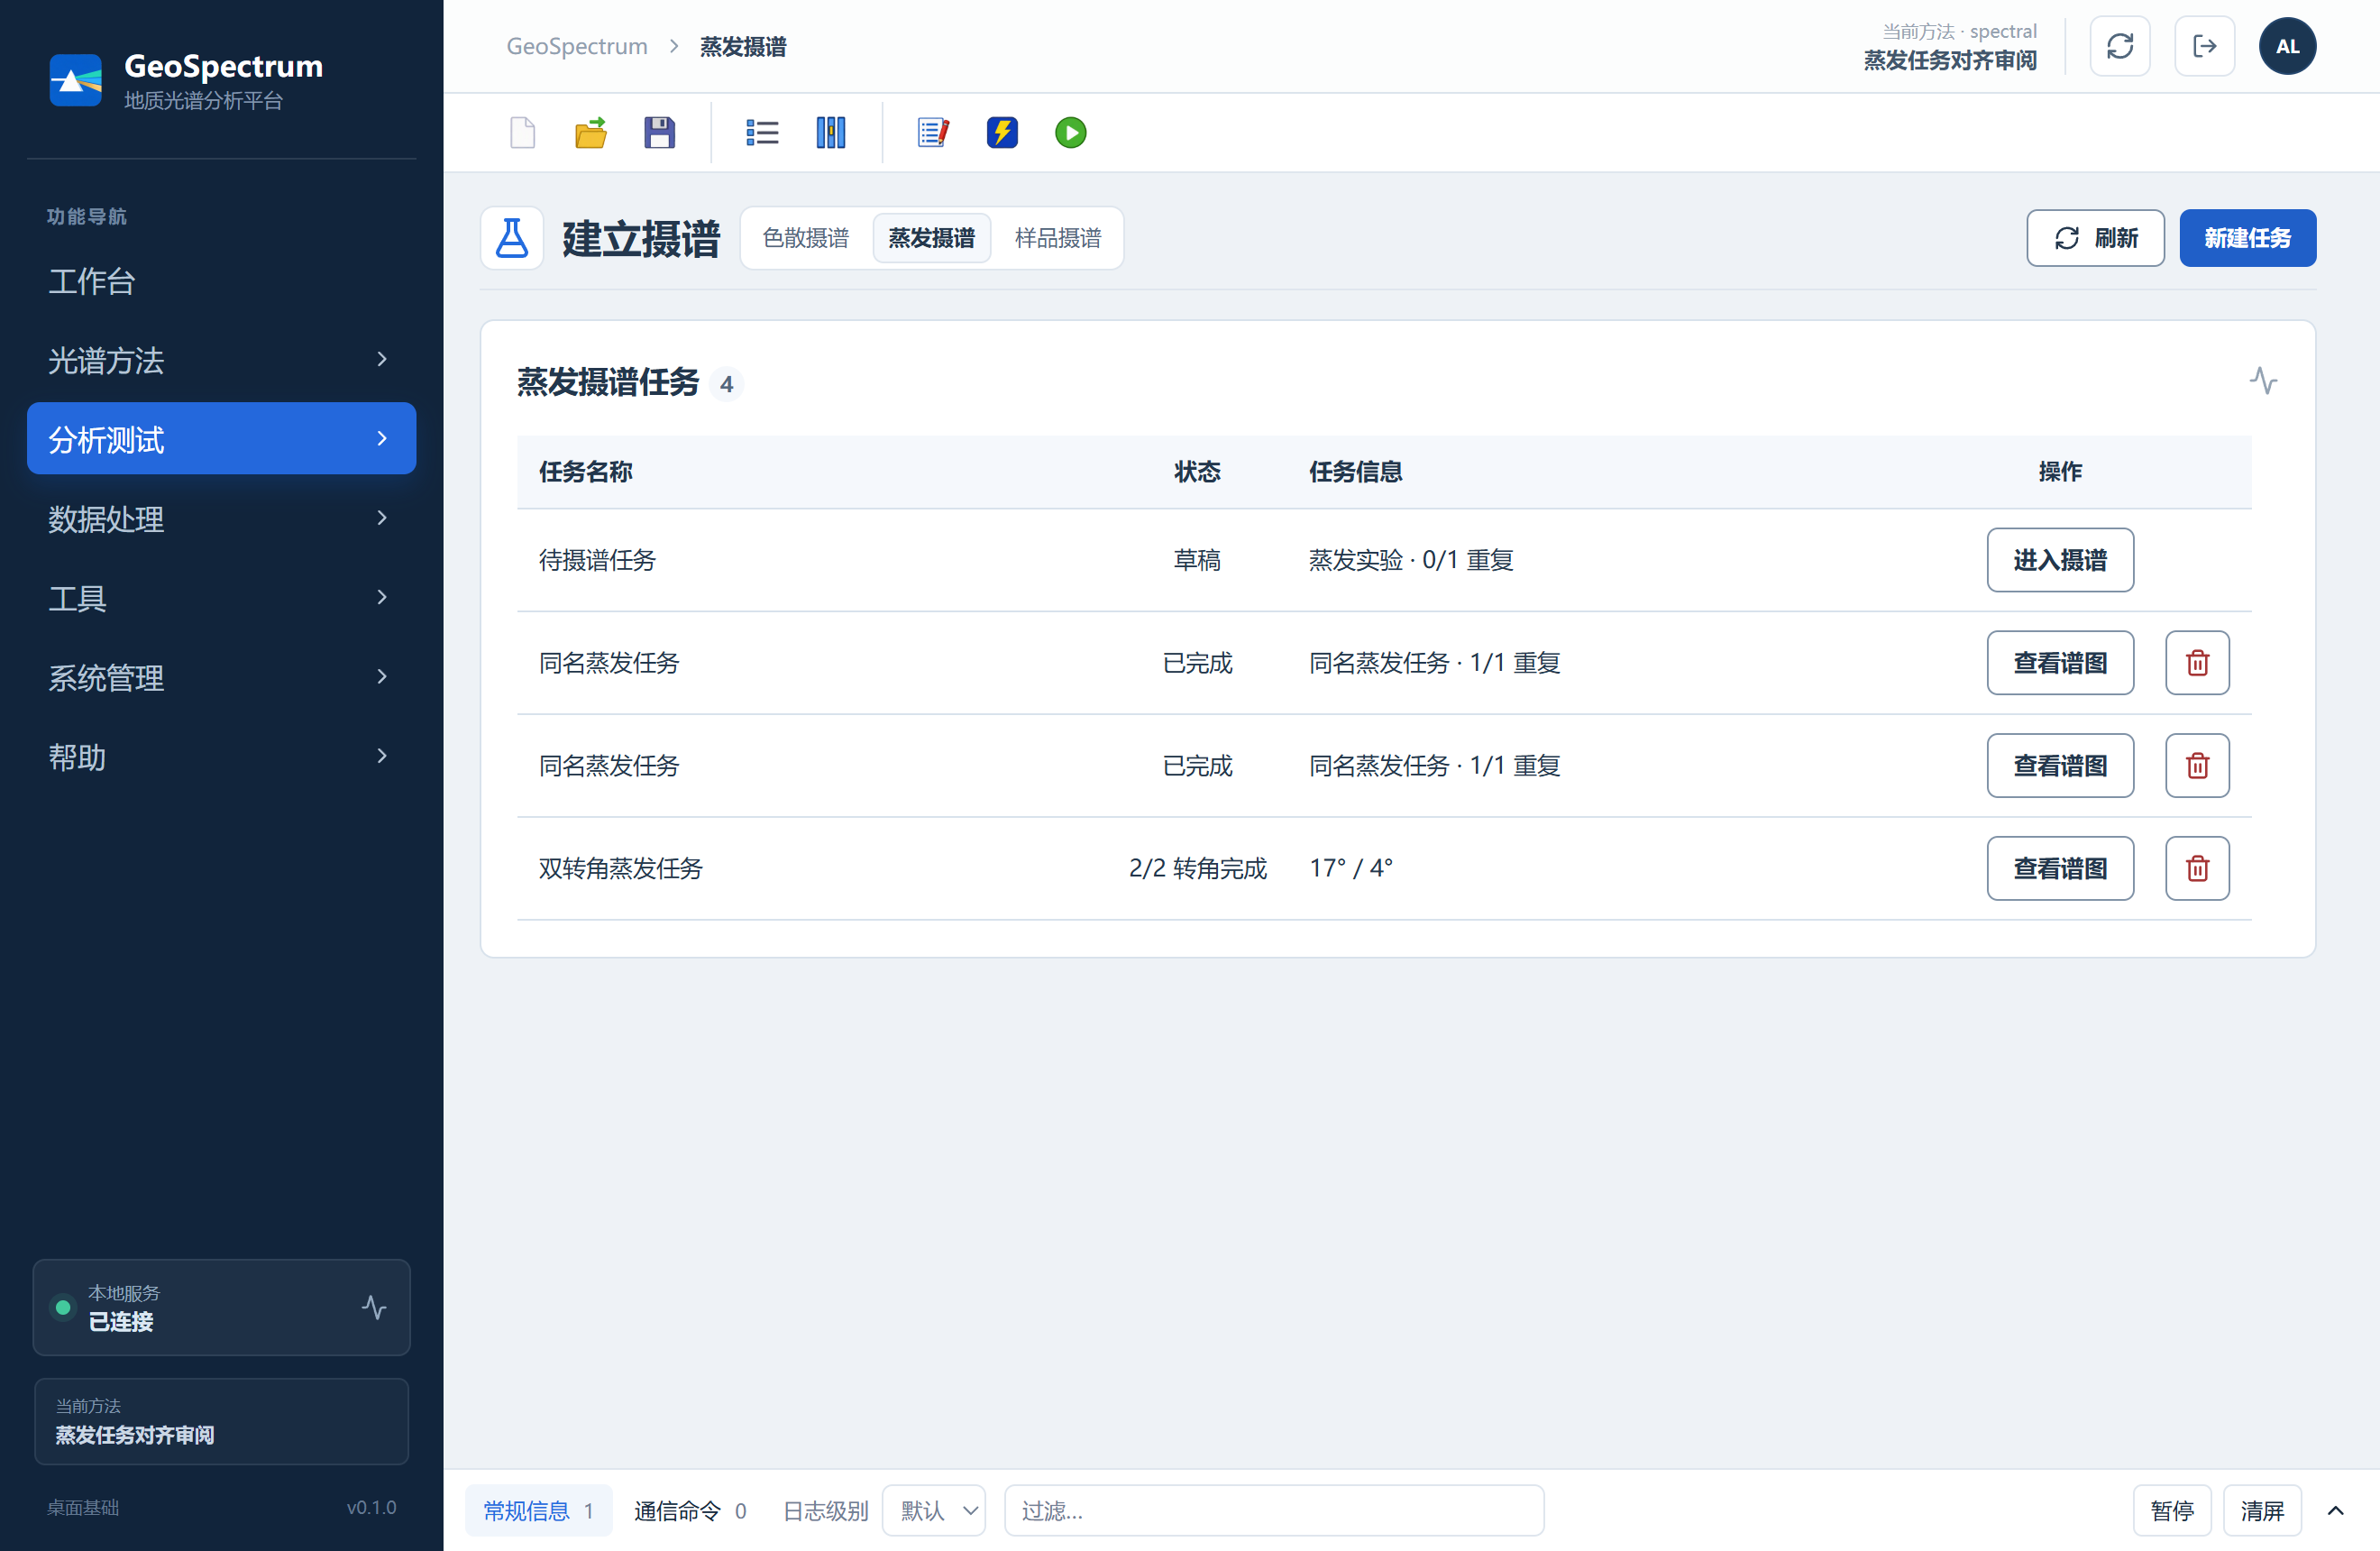 GeoSpectrum
地质光谱分析平台
功能导航
工作台
光谱方法
分析测试
数据处理
工具
系统管理
帮助
本地服务
已连接
当前方法
蒸发任务对齐审阅
桌面基础 v0.1.0
GeoSpectrum > 蒸发摄谱
当前方法 · spectral
蒸发任务对齐审阅
AL
建立摄谱 色散摄谱 蒸发摄谱 样品摄谱 刷新 新建任务
蒸发摄谱任务 4
任务名称 状态 任务信息 操作
待摄谱任务 草稿 蒸发实验 · 0/1 重复 进入摄谱
同名蒸发任务 已完成 同名蒸发任务 · 1/1 重复 查看谱图
同名蒸发任务 已完成 同名蒸发任务 · 1/1 重复 查看谱图
双转角蒸发任务 2/2 转角完成 17° / 4° 查看谱图
常规信息 1 通信命令 0 日志级别 默认 过滤... 暂停 清屏